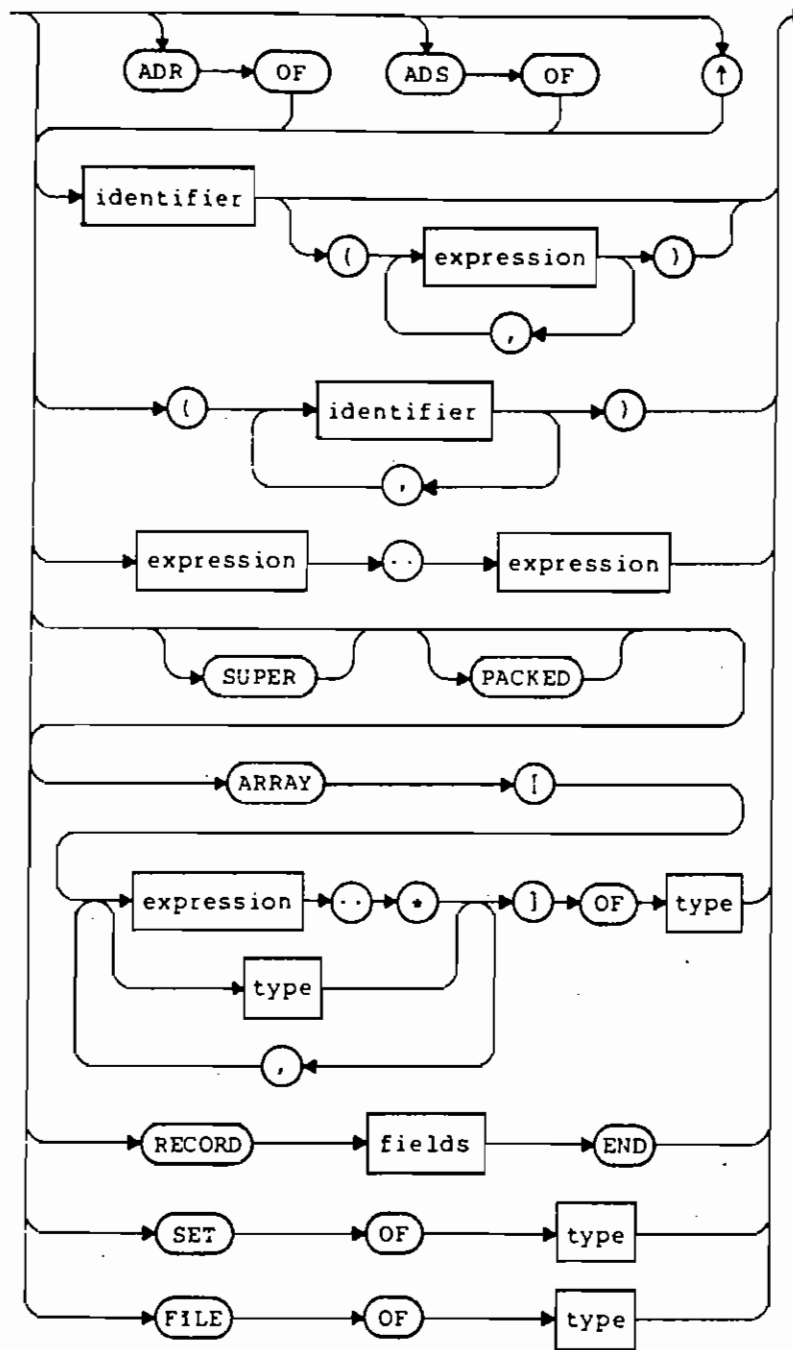 ADR OF ADS OF ↑
identifier
( expression )
,
( identifier )
,
expression .. expression
SUPER PACKED
ARRAY [
expression .. * ] OF type
type
,
RECORD fields END
SET OF type
FILE OF type